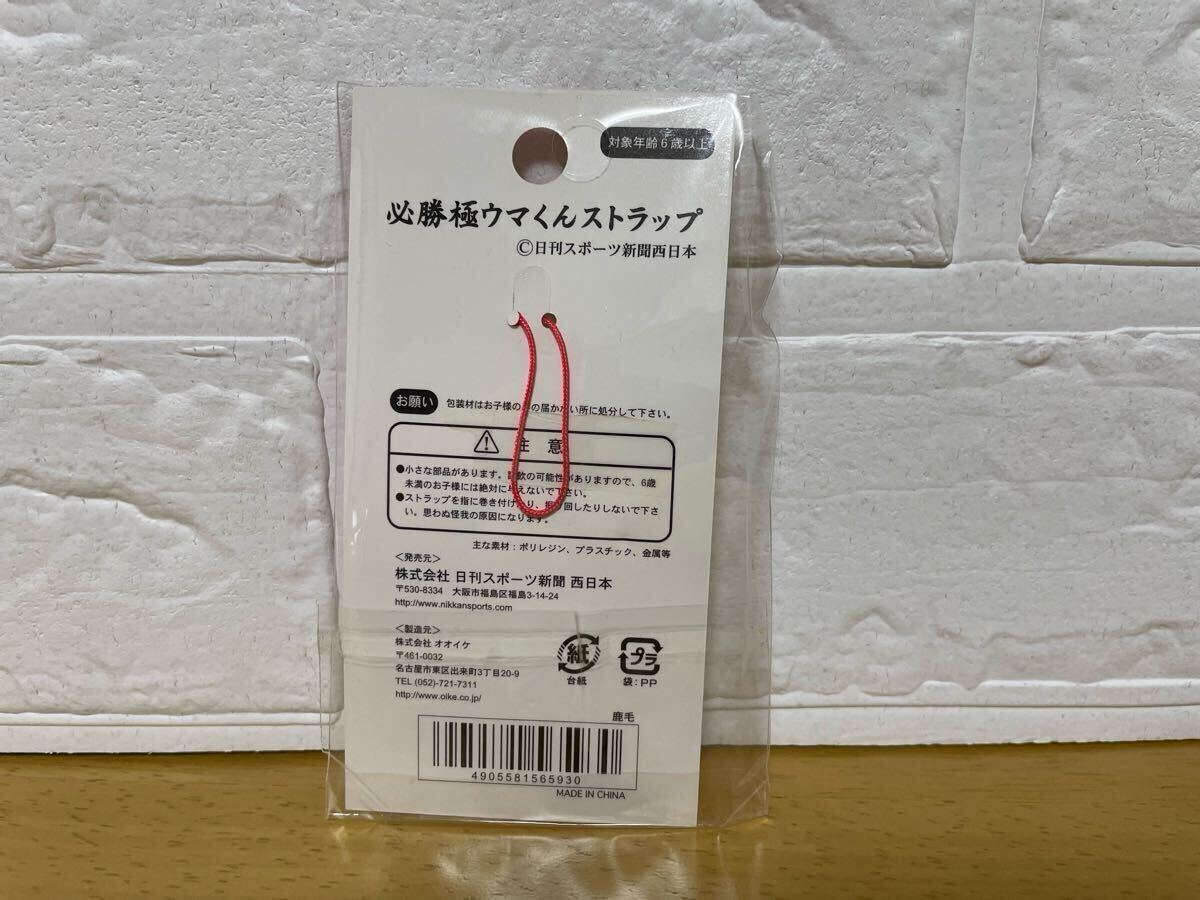 対象年齢6歳以上
必勝極ウマくんストラップ
©日刊スポーツ新聞西日本
お願い 包装材はお子様の の届か い所に処分して下さい。
⚠ 注意
●小さな部品があります。 飲の可能性がありますので、6歳
未満のお子様には絶対に与えないで下さい。
●ストラップを指に巻き付けたり、振り回したりしないで下さ
い。思わぬ怪我の原因になります。
主な素材：ポリレジン、プラスチック、金属等
＜発売元＞
株式会社 日刊スポーツ新聞 西日本
〒530-8334 大阪市福島区福島3-14-24
http://www.nikkansports.com
＜製造元＞
株式会社 オオイケ
〒461-0032
名古屋市東区出来町3丁目20-9
TEL (052)-721-7311
http://www.oike.co.jp/
紙
台紙
プラ
袋：PP
鹿毛
4905581565930
MADE IN CHINA